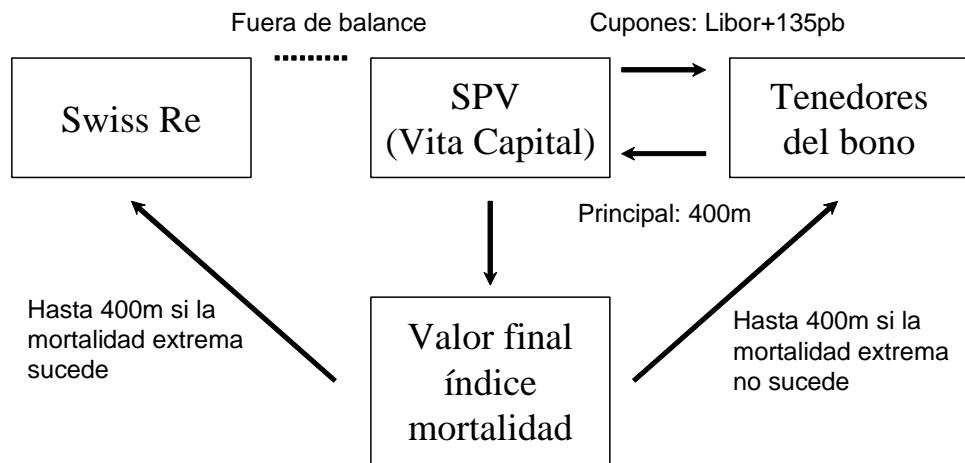 Fuera de balance
Cupones: Libor+135pb
Swiss Re
SPV
(Vita Capital)
Tenedores
del bono
Principal: 400m
Hasta 400m si la
mortalidad extrema
sucede
Valor final
índice
mortalidad
Hasta 400m si la
mortalidad extrema
no sucede